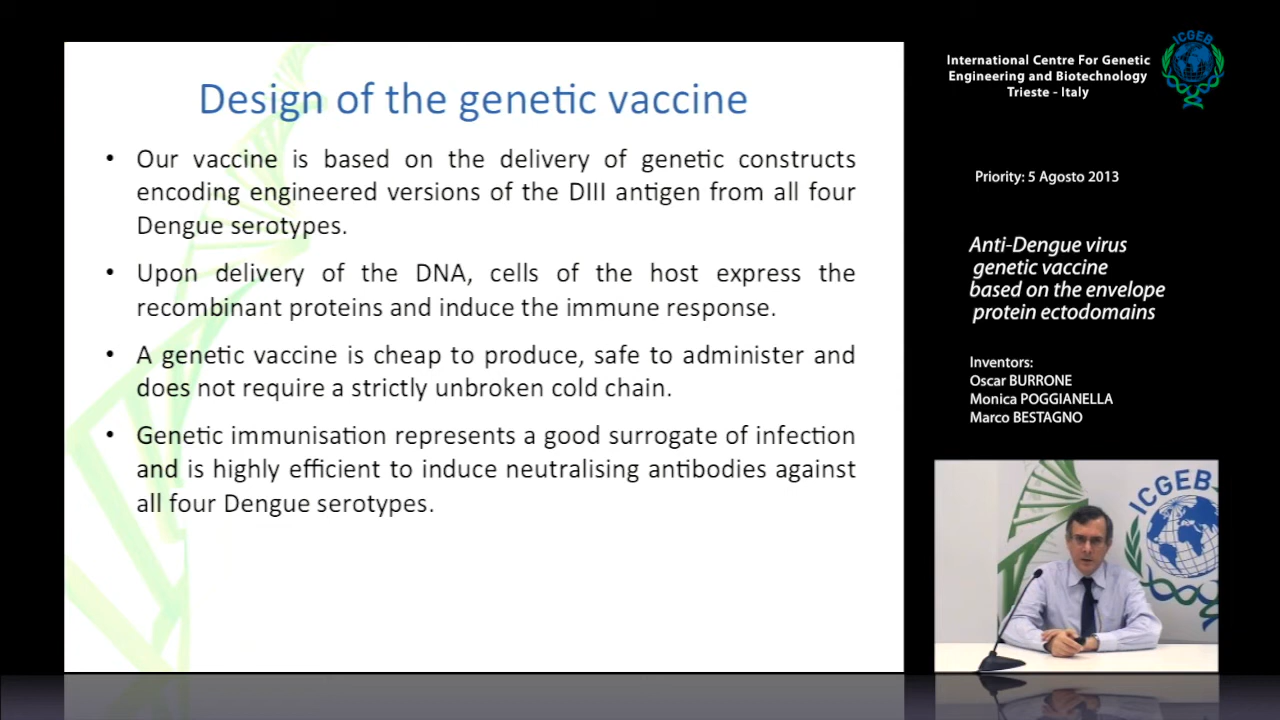 Design of the genetic vaccine
• Our vaccine is based on the delivery of genetic constructs
encoding engineered versions of the DIII antigen from all four
Dengue serotypes.
• Upon delivery of the DNA, cells of the host express the
recombinant proteins and induce the immune response.
• A genetic vaccine is cheap to produce, safe to administer and
does not require a strictly unbroken cold chain.
• Genetic immunisation represents a good surrogate of infection
and is highly efficient to induce neutralising antibodies against
all four Dengue serotypes.
International Centre For Genetic
Engineering and Biotechnology
Trieste - Italy
ICGEB
Priority: 5 Agosto 2013
Anti-Dengue virus
genetic vaccine
based on the envelope
protein ectodomains
Inventors:
Oscar BURRONE
Monica POGGIANELLA
Marco BESTAGNO
ICGEB